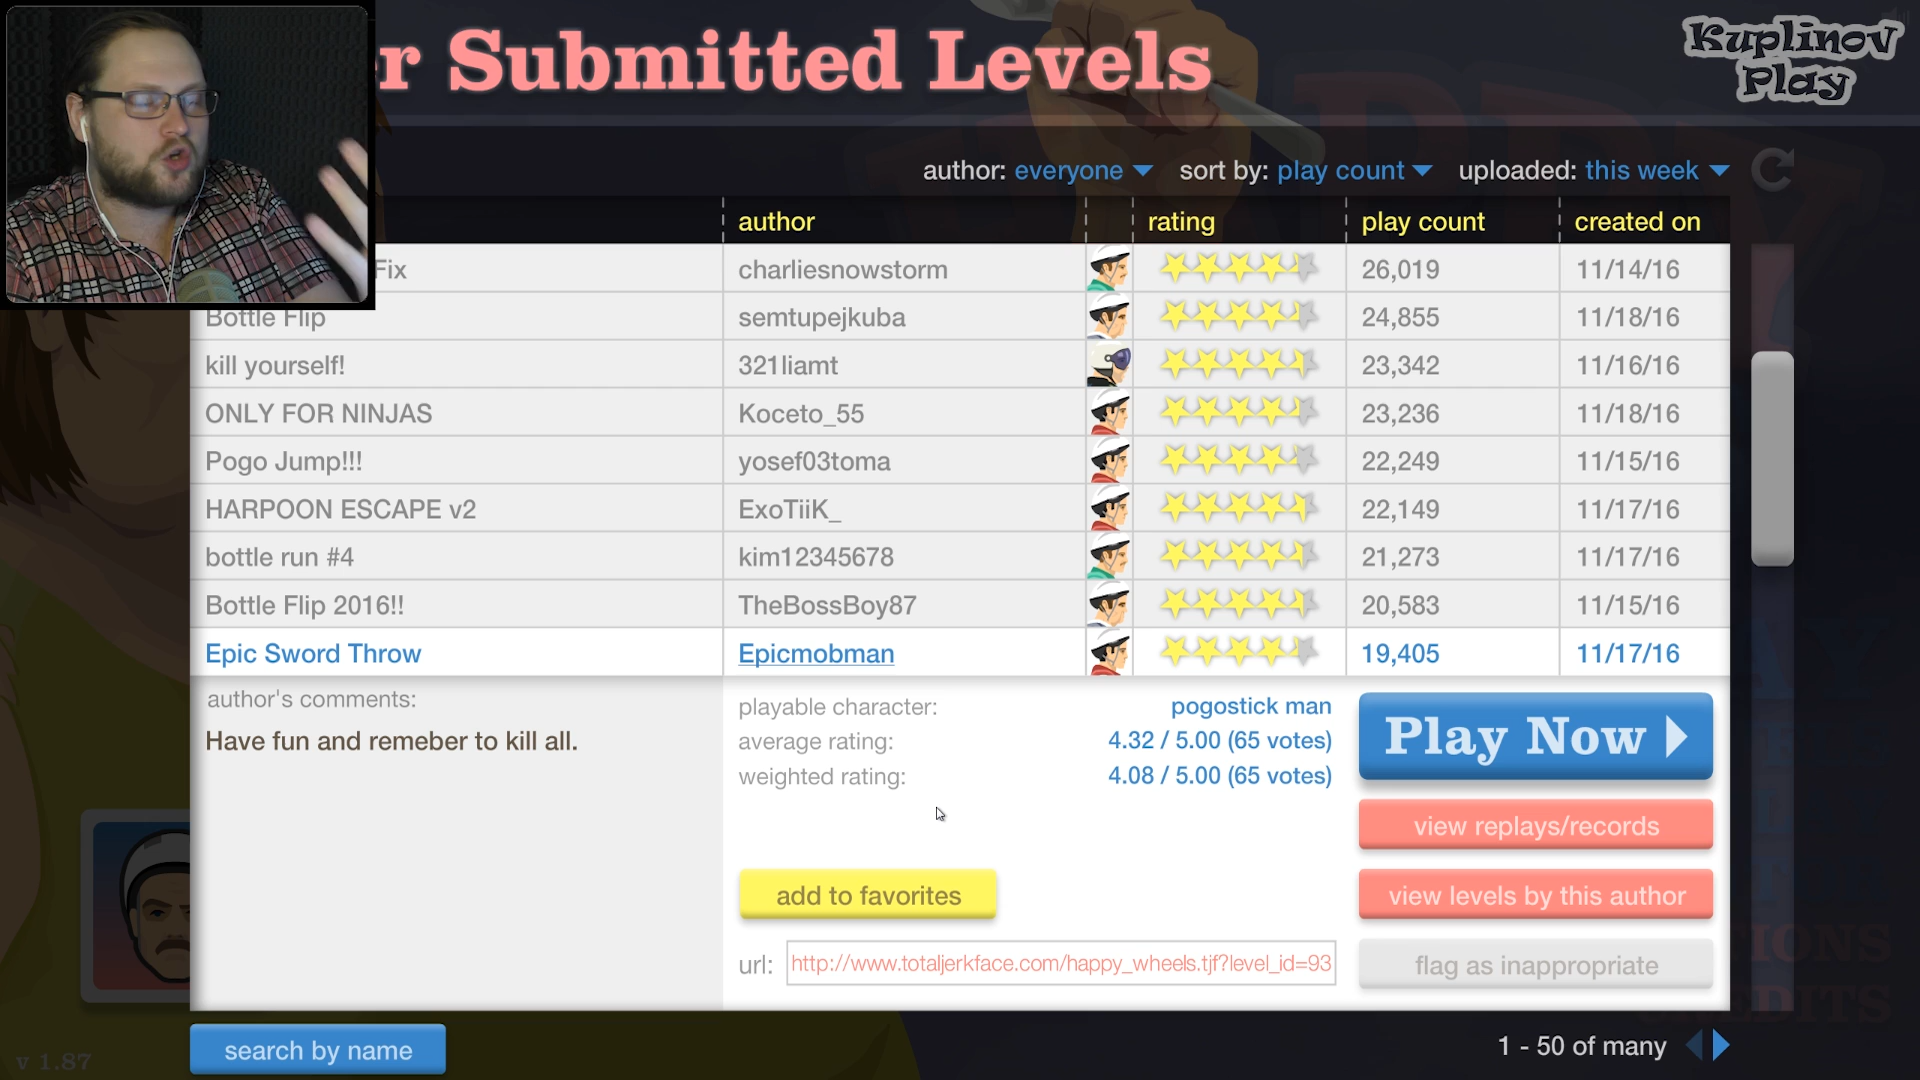 r Submitted Levels
Kuplinov
Play
author: everyone sort by: play count uploaded: this week
author rating play count created on
Fix charliesnowstorm 26,019 11/14/16
Bottle Flip semtupejkuba 24,855 11/18/16
kill yourself! 321liamt 23,342 11/16/16
ONLY FOR NINJAS Koceto_55 23,236 11/18/16
Pogo Jump!!! yosef03toma 22,249 11/15/16
HARPOON ESCAPE v2 ExoTiiK_ 22,149 11/17/16
bottle run #4 kim12345678 21,273 11/17/16
Bottle Flip 2016!! TheBossBoy87 20,583 11/15/16
Epic Sword Throw Epicmobman 19,405 11/17/16
author's comments:
Have fun and remeber to kill all.
playable character: pogostick man
average rating: 4.32 / 5.00 (65 votes)
weighted rating: 4.08 / 5.00 (65 votes)
Play Now
view replays/records
add to favorites
view levels by this author
url: http://www.totaljerkface.com/happy_wheels.tjf?level_id=93
flag as inappropriate
search by name
1 - 50 of many
v 1.87